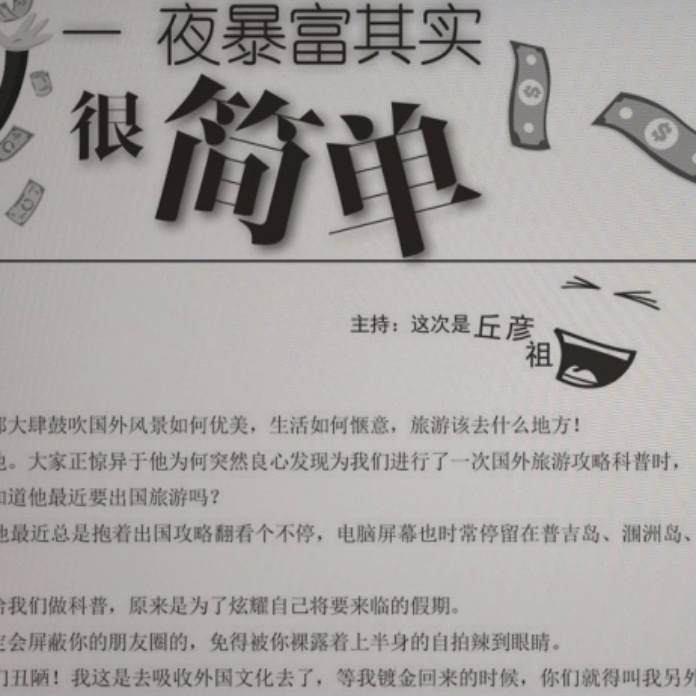 一夜暴富其实
很简单
主持：这次是丘彦祖
大肆鼓吹国外风景如何优美，生活如何惬意，旅游该去什么地方！
。大家正惊异于他为何突然良心发现为我们进行了一次国外旅游攻略科普时，
道他最近要出国旅游吗？
他最近总是抱着出国攻略翻看个不停，电脑屏幕也时常停留在普吉岛、涠洲岛、
我们做科普，原来是为了炫耀自己将要来临的假期。
会屏蔽你的朋友圈的，免得被你裸露着上半身的自拍辣到眼睛。
们丑陋！我这是去吸收外国文化去了，等我镀金回来的时候，你们就得叫我另外